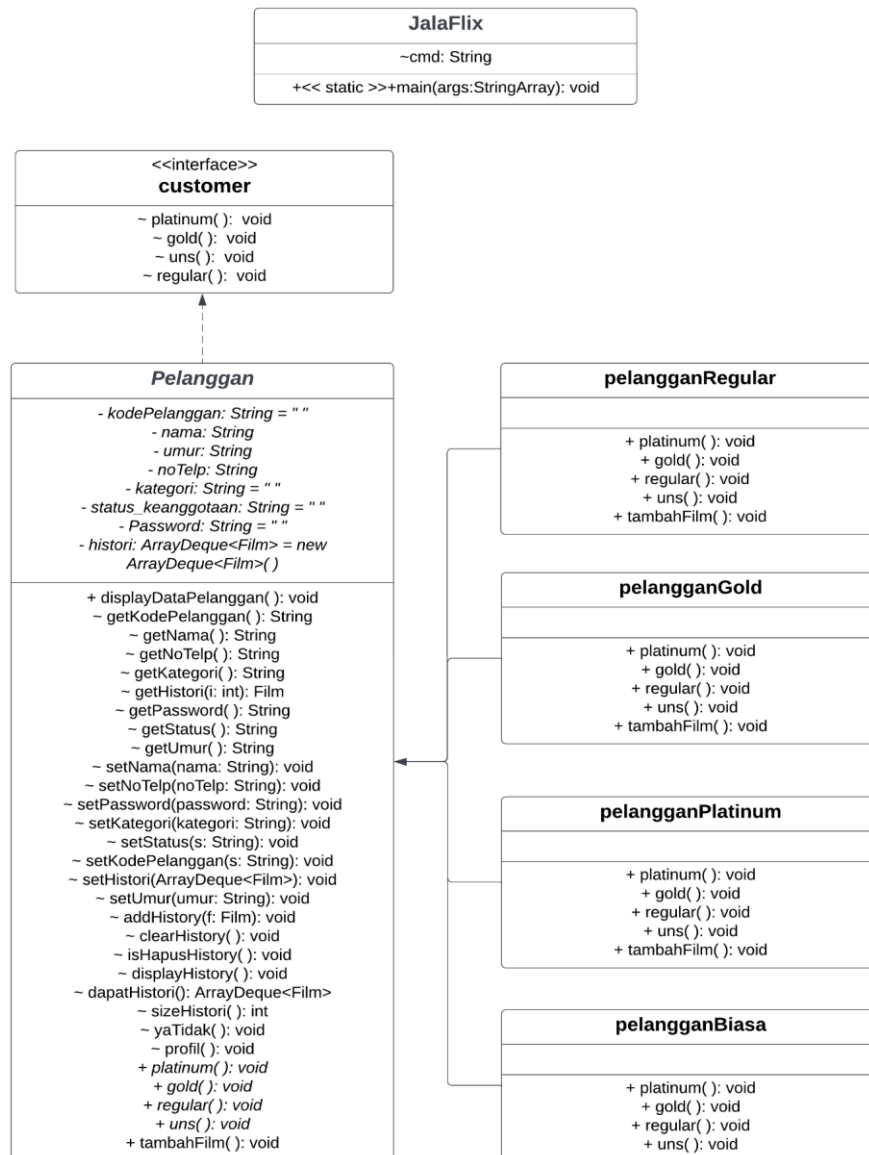 JalaFlix
~cmd: String
+<< static >>+main(args:StringArray): void
<<interface>>
customer
~ platinum( ): void
~ gold( ): void
~ uns( ): void
~ regular( ): void
Pelanggan
- kodePelanggan: String = " "
- nama: String
- umur: String
- noTelp: String
- kategori: String = " "
- status_keanggotaan: String = " "
- Password: String = " "
- histori: ArrayDeque<Film> = new
ArrayDeque<Film>( )
+ displayDataPelanggan( ): void
~ getKodePelanggan( ): String
~ getNama( ): String
~ getNoTelp( ): String
~ getKategori( ): String
~ getHistori(i: int): Film
~ getPassword( ): String
~ getStatus( ): String
~ getUmur( ): String
~ setNama(nama: String): void
~ setNoTelp(noTelp: String): void
~ setPassword(password: String): void
~ setKategori(kategori: String): void
~ setStatus(s: String): void
~ setKodePelanggan(s: String): void
~ setHistori(ArrayDeque<Film>): void
~ setUmur(umur: String): void
~ addHistory(f: Film): void
~ clearHistory( ): void
~ isHapusHistory( ): void
~ displayHistory( ): void
~ dapatHistori(): ArrayDeque<Film>
~ sizeHistori( ): int
~ yaTidak( ): void
~ profil( ): void
+ platinum( ): void
+ gold( ): void
+ regular( ): void
+ uns( ): void
+ tambahFilm( ): void
pelangganRegular
+ platinum( ): void
+ gold( ): void
+ regular( ): void
+ uns( ): void
+ tambahFilm( ): void
pelangganGold
+ platinum( ): void
+ gold( ): void
+ regular( ): void
+ uns( ): void
+ tambahFilm( ): void
pelangganPlatinum
+ platinum( ): void
+ gold( ): void
+ regular( ): void
+ uns( ): void
+ tambahFilm( ): void
pelangganBiasa
+ platinum( ): void
+ gold( ): void
+ regular( ): void
+ uns( ): void